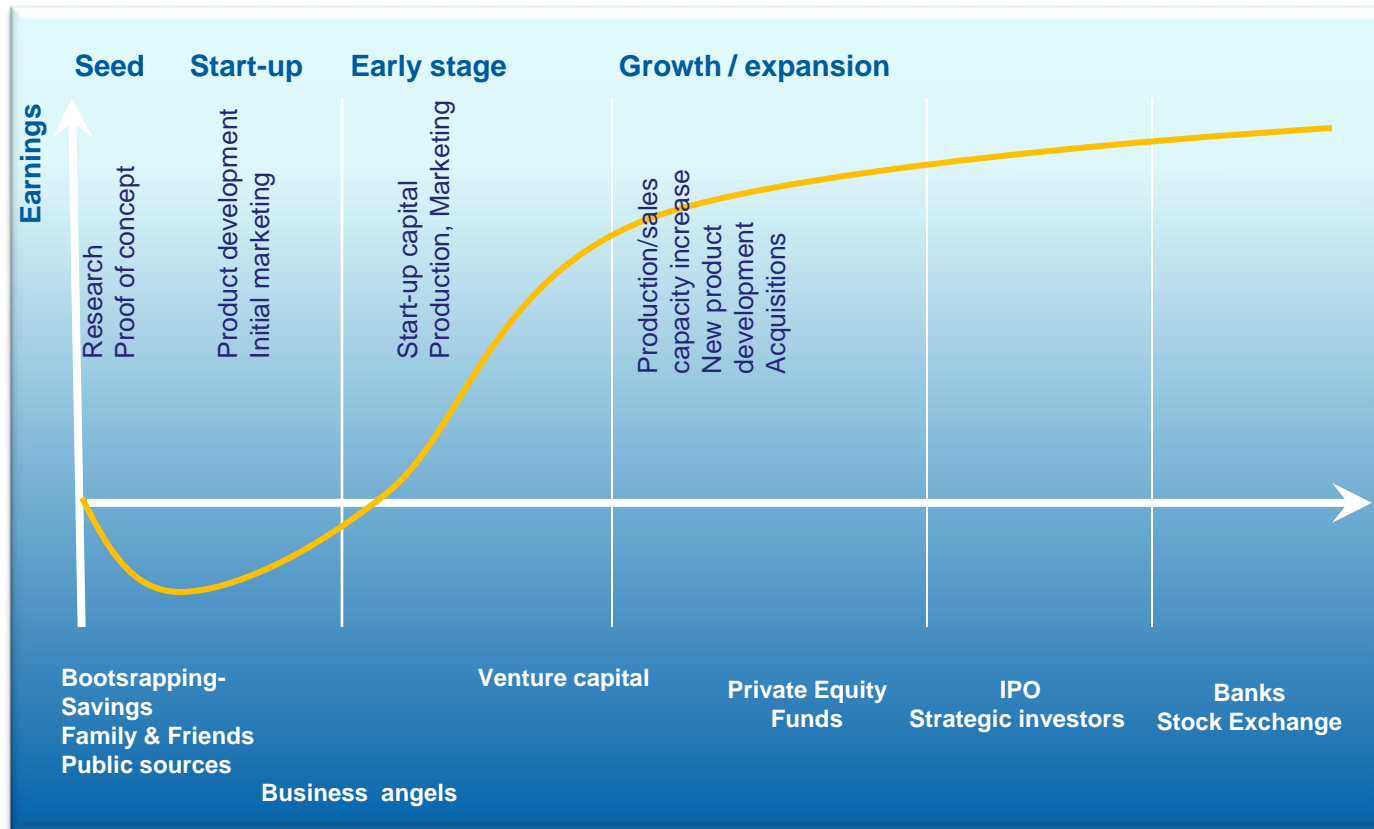 Seed
Start-up
Early stage
Growth / expansion
Earnings
Research
Proof of concept
Product development
Initial marketing
Start-up capital
Production, Marketing
Production/sales
capacity increase
New product
development
Acquisitions
Bootsrapping-
Savings
Family & Friends
Public sources
Business angels
Venture capital
Private Equity
Funds
IPO
Strategic investors
Banks
Stock Exchange